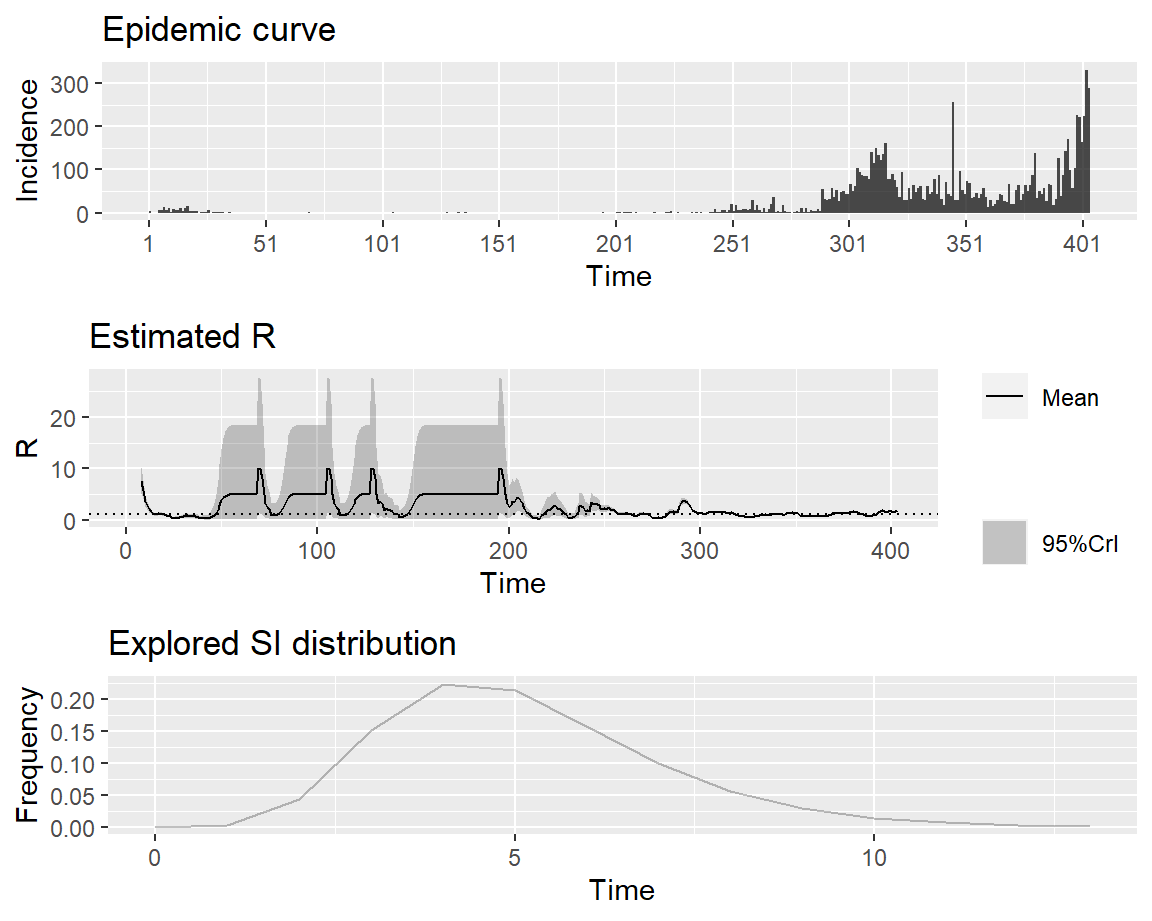 Epidemic curve
Incidence
300
200
100
0
1 51 101 151 201 251 301 351 401
Time
Estimated R
R
20
10
0
0 100 200 300 400
Time
Mean
95%CrI
Explored SI distribution
Frequency
0.20
0.15
0.10
0.05
0.00
0 5 10
Time